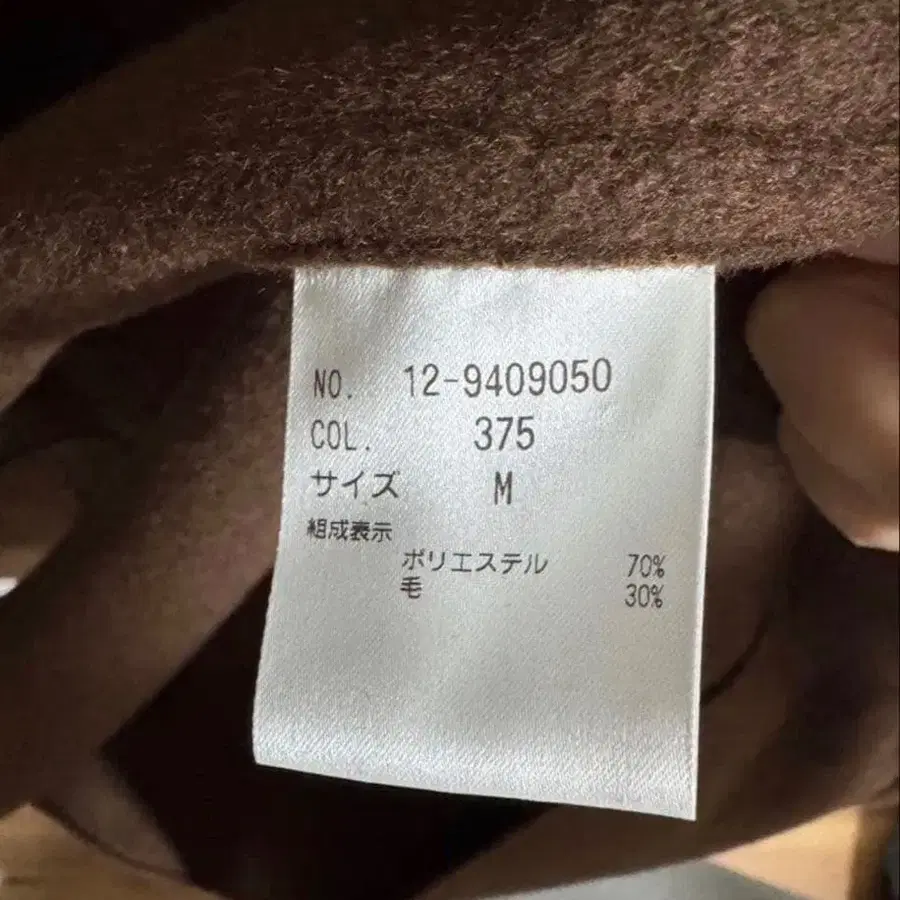 NO. 12-9409050
COL. 375
サイズ M
組成表示
ポリエステル 70%
毛 30%